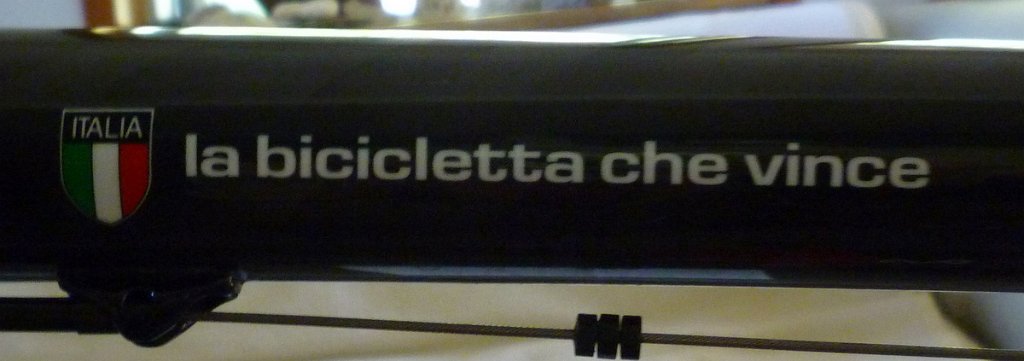 ITALIA
la bicicletta che vince